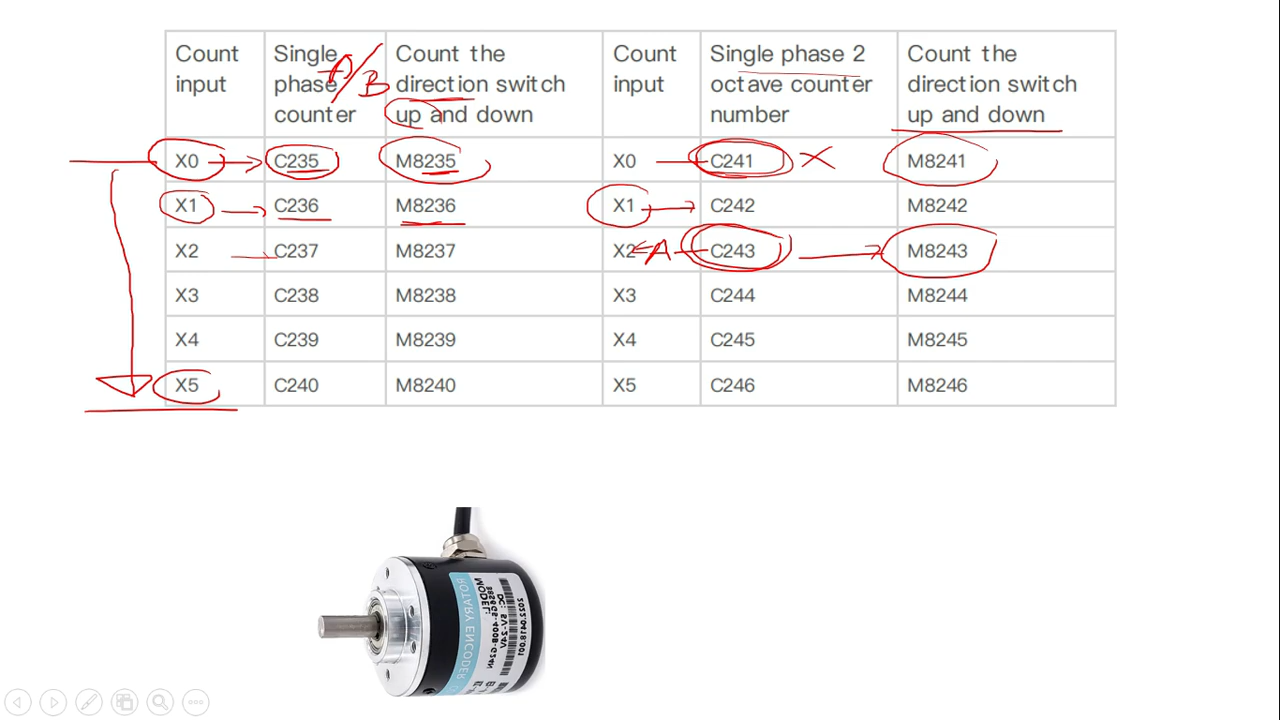 Count input
Single phase counter
A/B
Count the direction switch up and down
Count input
Single phase 2 octave counter number
Count the direction switch up and down
X0 C235 M8235 X0 C241 X M8241
X1 C236 M8236 X1 C242 M8242
X2 C237 M8237 X2 A C243 M8243
X3 C238 M8238 X3 C244 M8244
X4 C239 M8239 X4 C245 M8245
X5 C240 M8240 X5 C246 M8246
ROTARY ENCODER
MODEL: